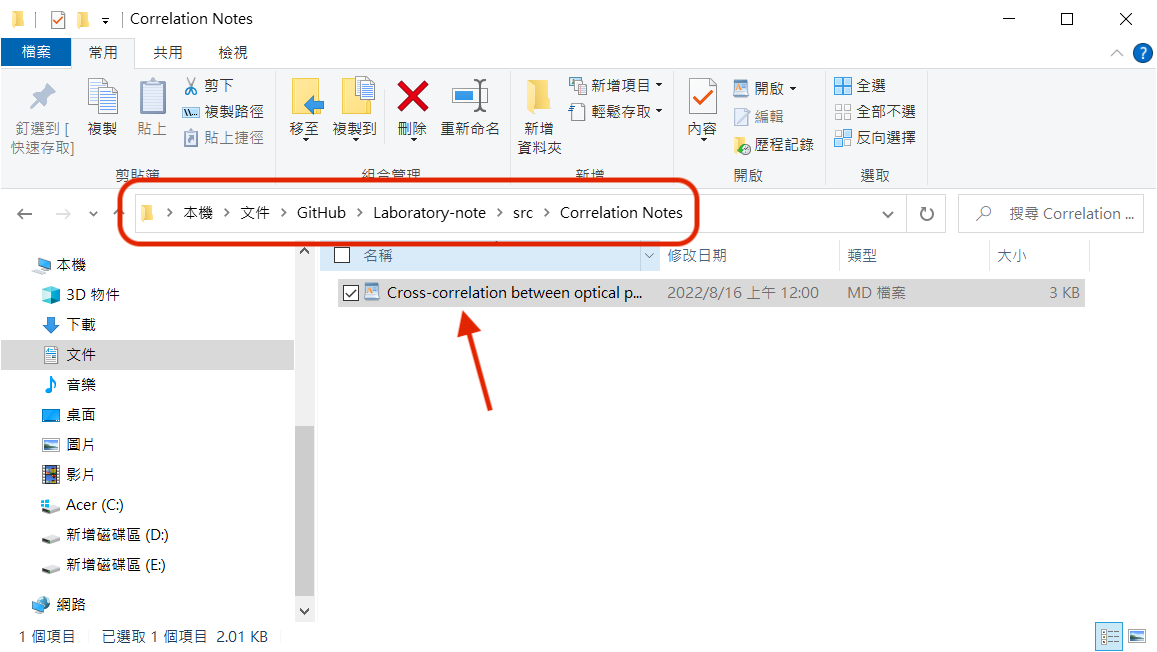 Correlation Notes
檔案 常用 共用 檢視
釘選到 [
快速存取]
複製
貼上
剪下
複製路徑
貼上捷徑
剪貼簿
移至
複製到
刪除
重新命名
組合管理
新增
資料夾
新增項目
輕鬆存取
新增
內容
開啟
編輯
歷程記錄
開啟
全選
全部不選
反向選擇
選取
本機 > 文件 > GitHub > Laboratory-note > src > Correlation Notes
搜尋 Correlation ...
名稱 修改日期 類型 大小
Cross-correlation between optical p... 2022/8/16 上午 12:00 MD 檔案 3 KB
本機
3D 物件
下載
文件
音樂
桌面
圖片
影片
Acer (C:)
新增磁碟區 (D:)
新增磁碟區 (E:)
網路
1 個項目 已選取 1 個項目 2.01 KB